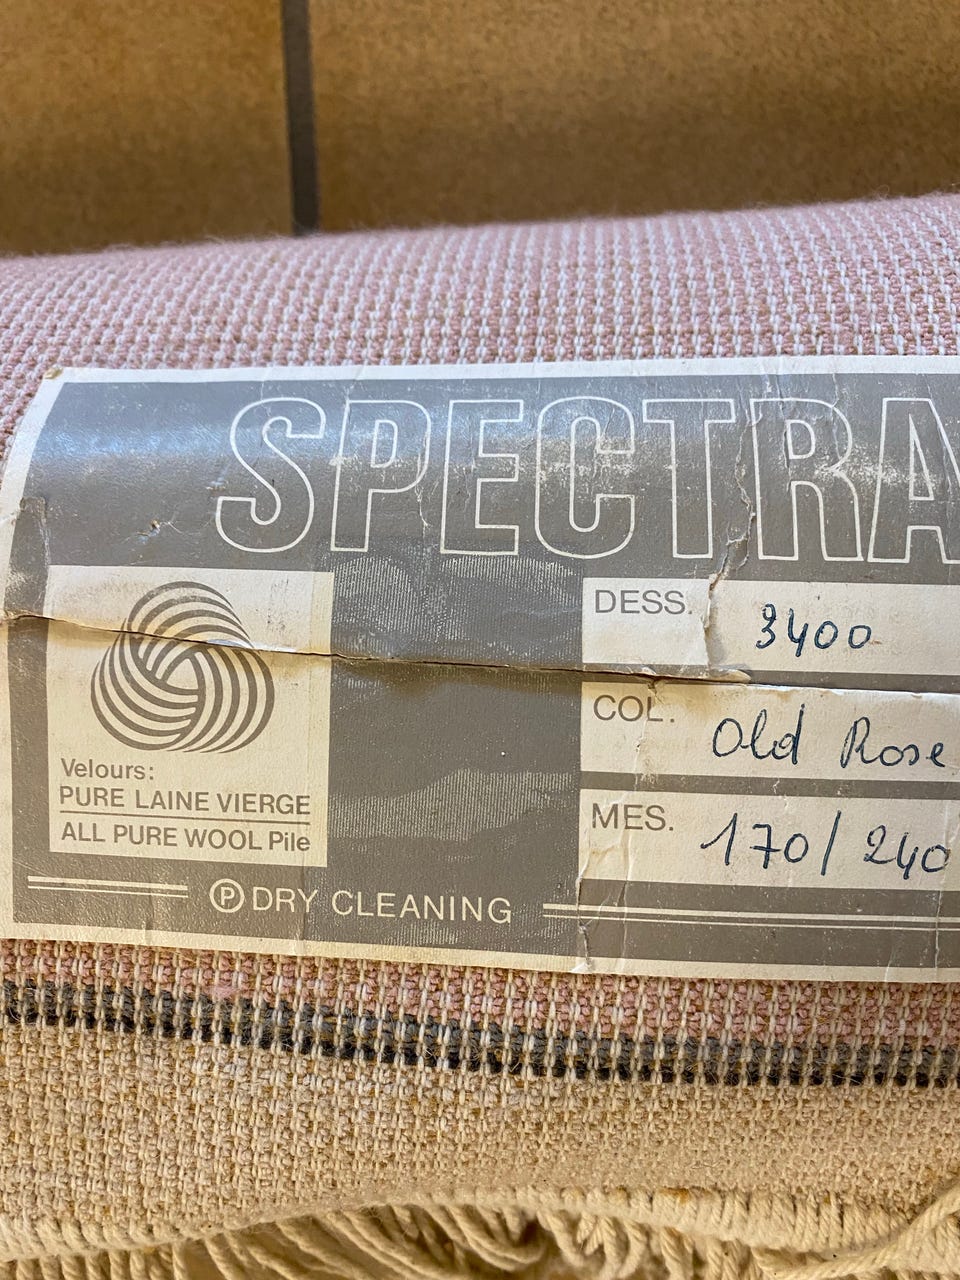 SPECTRA
DESS. 3400
COL. Old Rose
MES. 170/240
Velours:
PURE LAINE VIERGE
ALL PURE WOOL Pile
Ⓟ DRY CLEANING